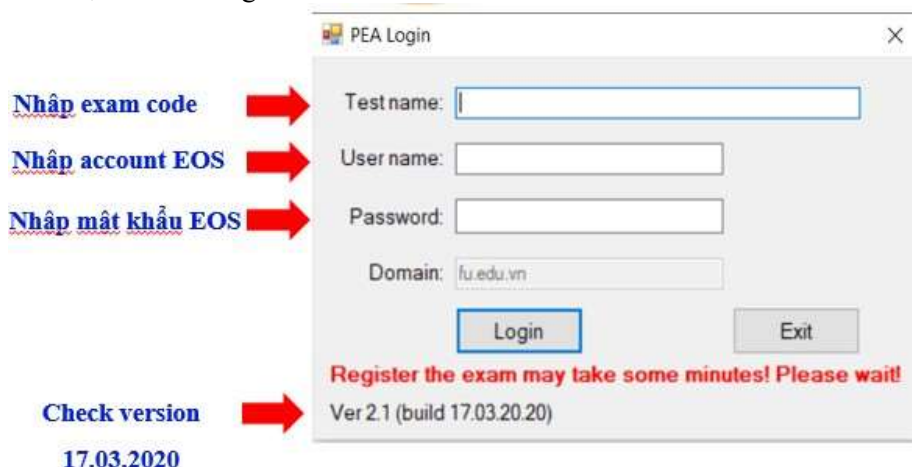 PEA Login
Nhập exam code
Test name:
Nhập account EOS
User name:
Nhập mật khẩu EOS
Password:
Domain: fu.edu.vn
Login Exit
Register the exam may take some minutes! Please wait!
Check version
Ver 2.1 (build 17.03.20.20)
17.03.2020